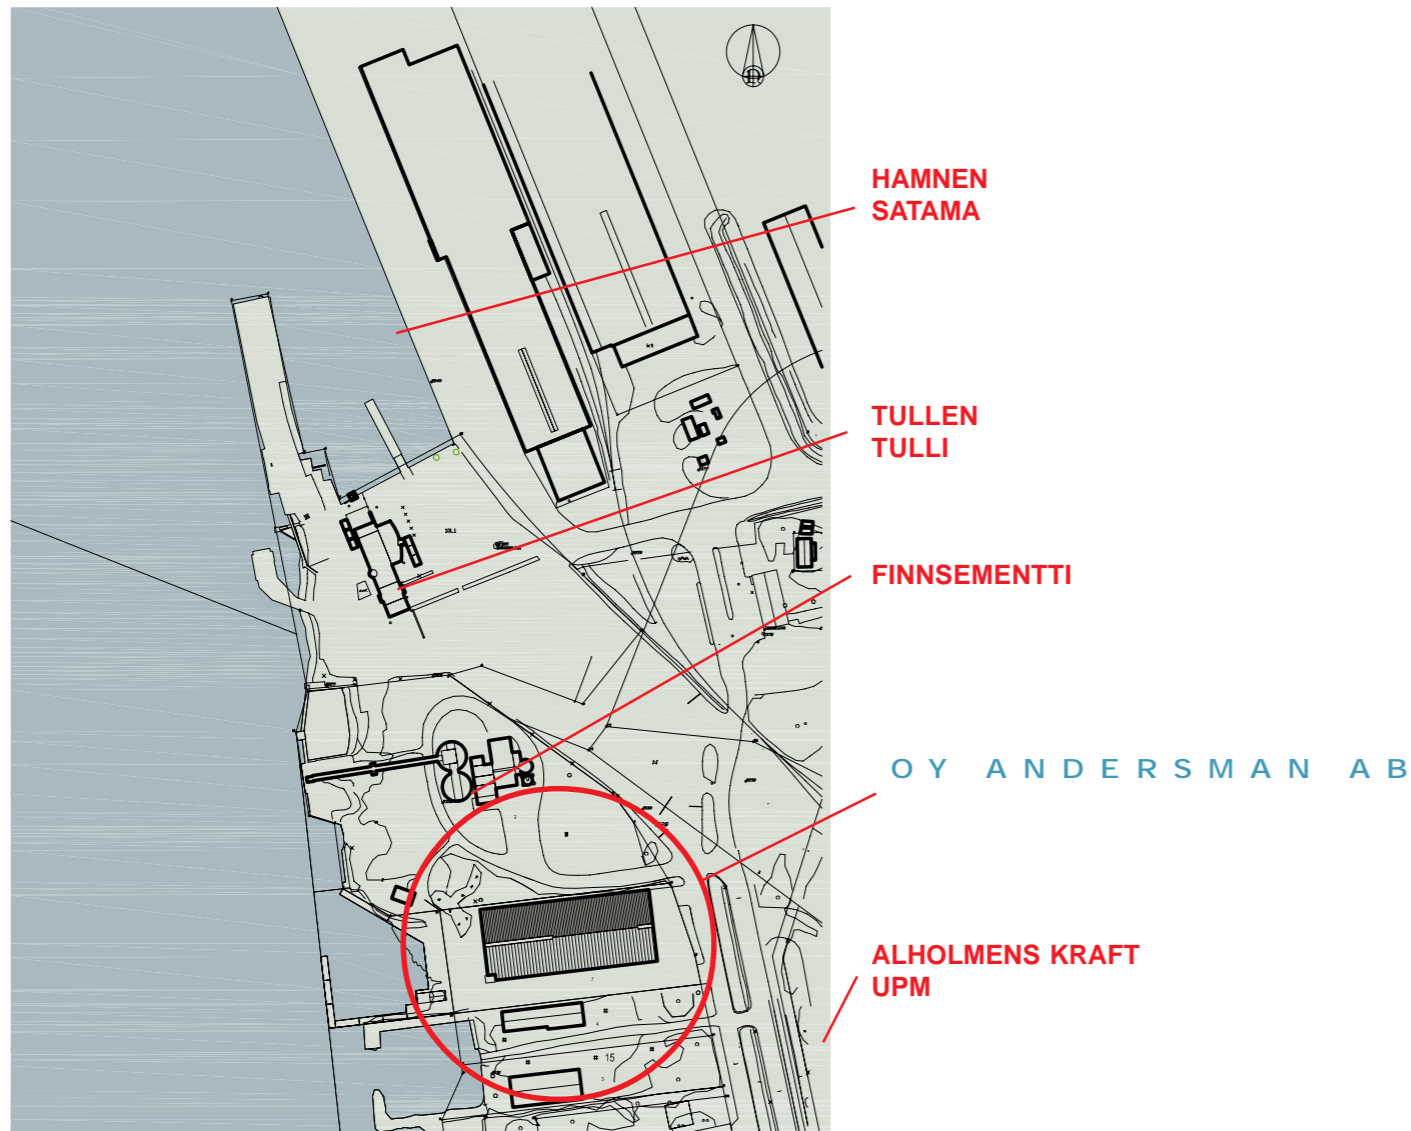 HAMNEN
SATAMA
TULLEN
TULLI
FINNSEMENTTI
OY ANDERSMAN AB
ALHOLMENS KRAFT
UPM
15